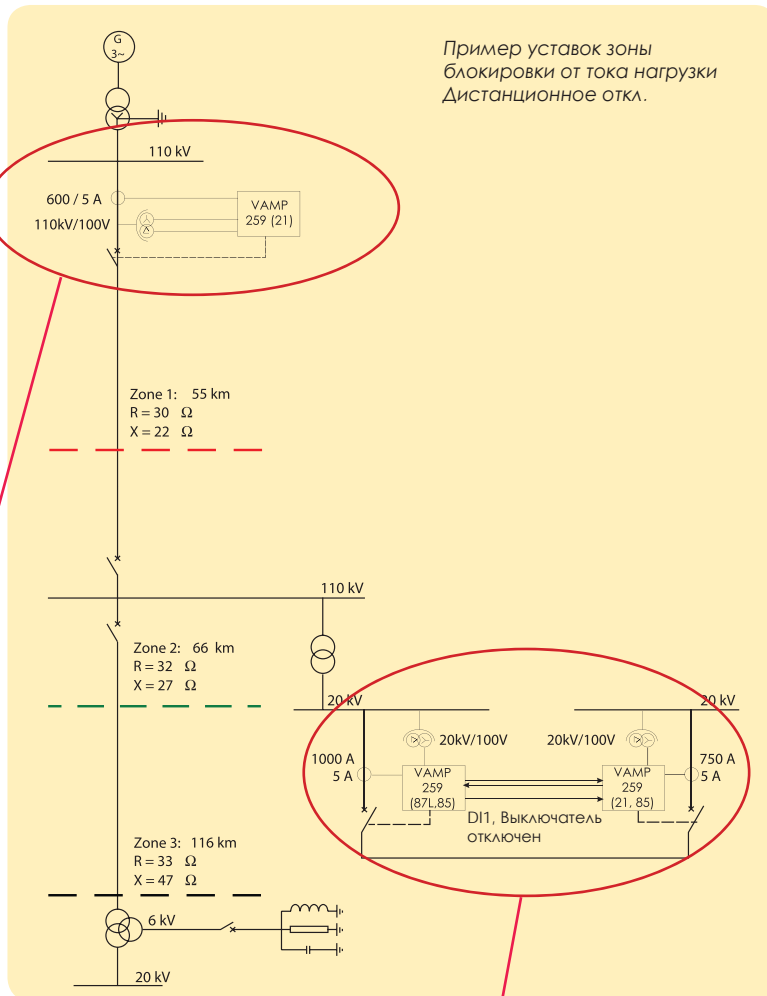 Пример уставок зоны
блокировки от тока нагрузки
Дистанционное откл.
G
3~
110 kV
600 / 5 A
110kV/100V
VAMP
259 (21)
Zone 1: 55 km
R = 30 Ω
X = 22 Ω
110 kV
Zone 2: 66 km
R = 32 Ω
X = 27 Ω
20 kV
20 kV
20kV/100V
20kV/100V
1000 A
5 A
VAMP
259
(87L,85)
VAMP
259
(21, 85)
750 A
5 A
DI1, Выключатель
отключен
Zone 3: 116 km
R = 33 Ω
X = 47 Ω
6 kV
20 kV